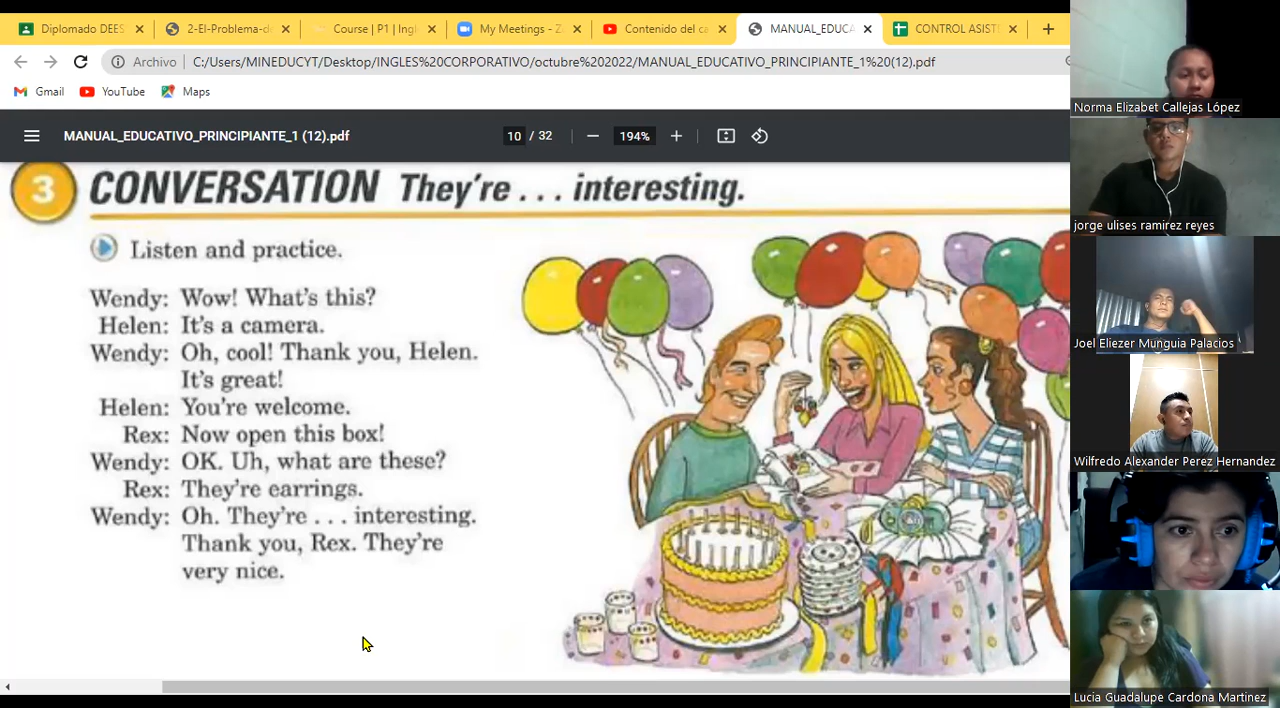 Diplomado DEES
2-El-Problema-de
Course | P1 | Ingl
My Meetings - Z
Contenido del ca
MANUAL_EDUCA
CONTROL ASIST
Archivo
C:/Users/MINEDUCYT/Desktop/INGLES%20CORPORATIVO/octubre%202022/MANUAL_EDUCATIVO_PRINCIPIANTE_1%20(12).pdf
Gmail
YouTube
Maps
MANUAL_EDUCATIVO_PRINCIPIANTE_1 (12).pdf
10 / 32
194%
3 CONVERSATION They're . . . interesting.
Listen and practice.
Wendy: Wow! What's this?
Helen: It's a camera.
Wendy: Oh, cool! Thank you, Helen.
It's great!
Helen: You're welcome.
Rex: Now open this box!
Wendy: OK. Uh, what are these?
Rex: They're earrings.
Wendy: Oh. They're . . . interesting.
Thank you, Rex. They're
very nice.
Norma Elizabet Callejas López
jorge ulises ramirez reyes
Joel Eliezer Munguia Palacios
Wilfredo Alexander Perez Hernandez
Lucia Guadalupe Cardona Martinez